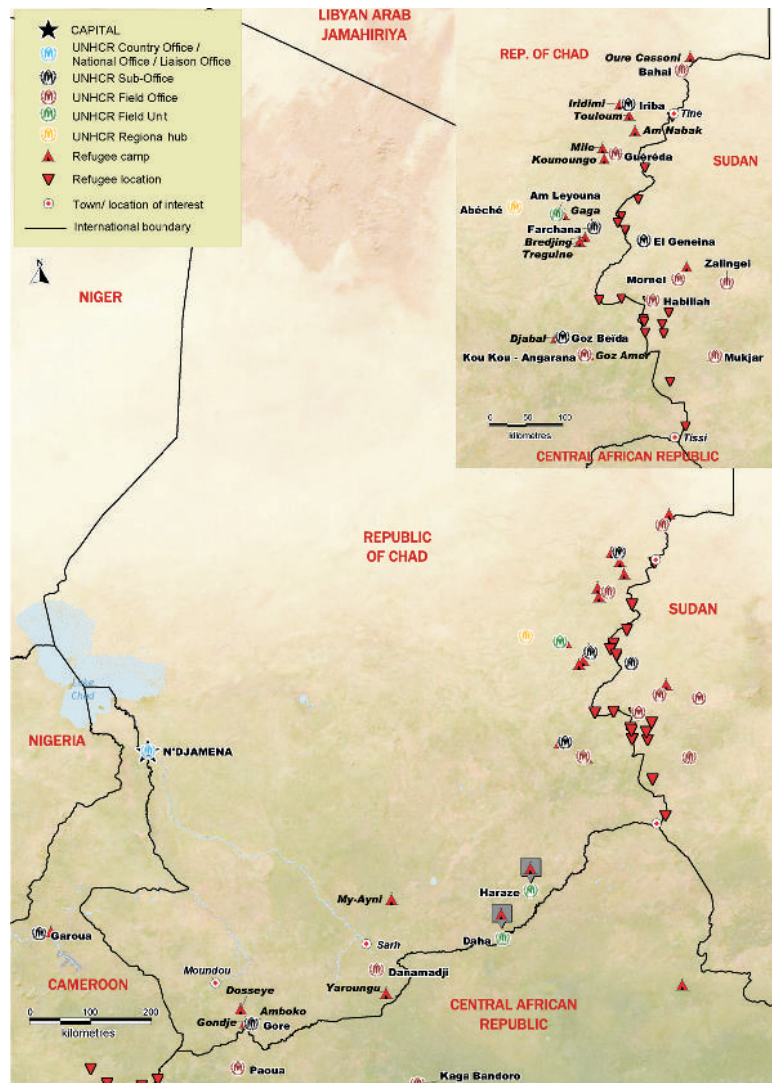 CAPITAL
UNHCR Country Office /
National Office / Liaison Office
UNHCR Sub-Office
UNHCR Field Office
UNHCR Field Unit
UNHCR Regional hub
Refugee camp
Refugee location
Town/ location of interest
International boundary
N
LIBYAN ARAB
JAMAHIRIYA
REP. OF CHAD
Oure Cassoni
Bahaï
Iridimi
Iriba
Touloum
Tine
Am Nabak
Mile
Kounoungo
Guéréda
SUDAN
Am Leyouna
Abéché
Gaga
Farchana
Bredjing
Treguine
El Geneina
Mornei
Zalingei
Habillah
Djabal
Goz Beïda
Kou Kou - Angarana
Goz Amer
Mukjar
0 50 100
kilometres
Tissi
CENTRAL AFRICAN REPUBLIC
NIGER
REPUBLIC
OF CHAD
SUDAN
Lake
Chad
NIGERIA
N'DJAMENA
Haraze
My-Ayni
Daha
Garoua
Sarh
Moundou
Danamadji
CAMEROON
Dosseye
Yaroungu
CENTRAL AFRICAN
REPUBLIC
Amboko
Gondje
Gore
0 50 100 200
kilometres
Paoua
Kaga Bandoro